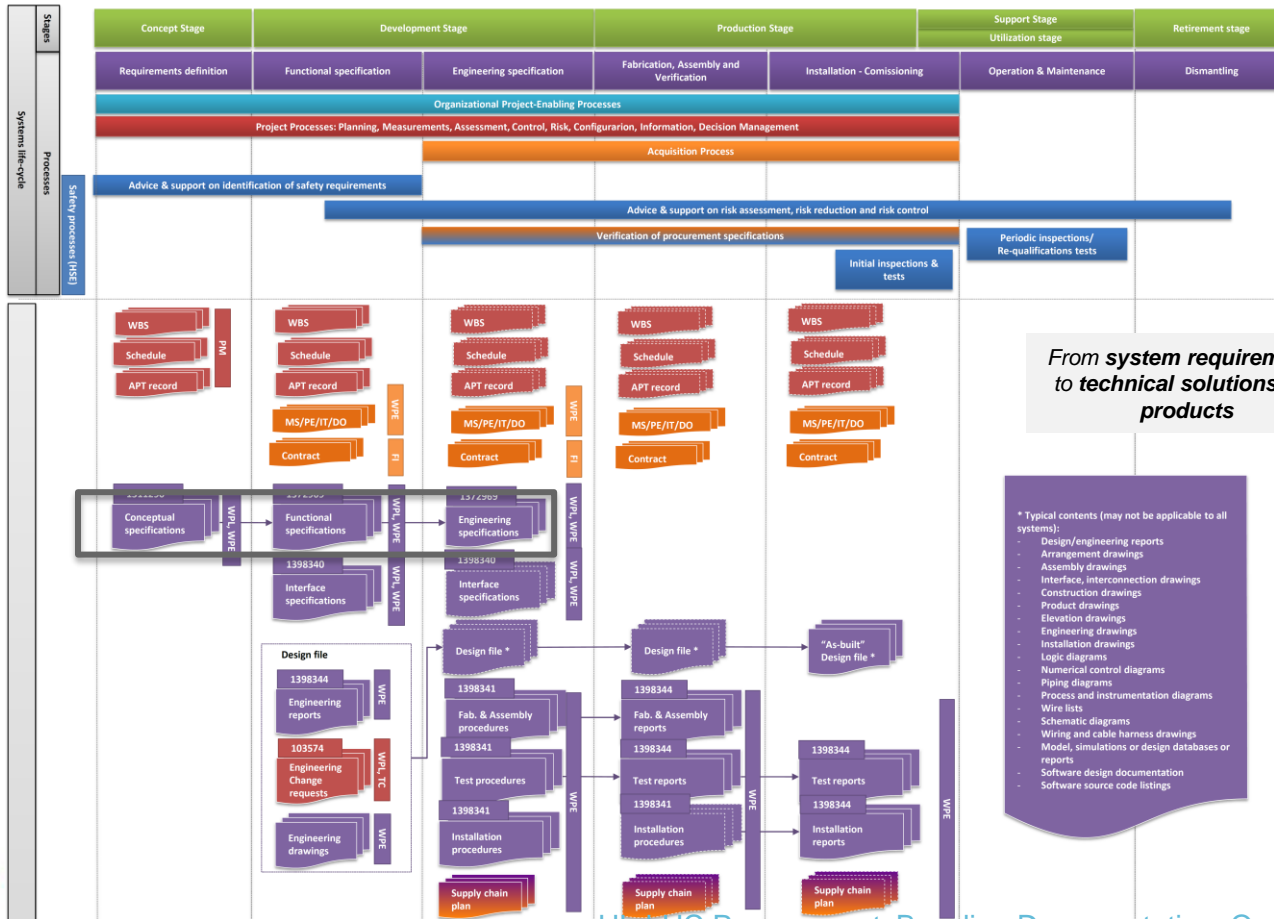 Systems life-cycle
Stages
Processes
Safety processes (HSE)
Concept Stage
Development Stage
Production Stage
Support Stage
Utilization stage
Retirement stage
Requirements definition
Functional specification
Engineering specification
Fabrication, Assembly and
Verification
Installation - Comissioning
Operation & Maintenance
Dismantling
Organizational Project-Enabling Processes
Project Processes: Planning, Measurements, Assessment, Control, Risk, Configurarion, Information, Decision Management
Acquisition Process
Advice & support on identification of safety requirements
Advice & support on risk assessment, risk reduction and risk control
Verification of procurement specifications
Periodic inspections/
Re-qualifications tests
Initial inspections &
tests
WBS
Schedule
APT record
PM
WBS
Schedule
APT record
MS/PE/IT/DO
WPE
Contract
FI
WBS
Schedule
APT record
MS/PE/IT/DO
WPE
Contract
FI
WBS
Schedule
APT record
MS/PE/IT/DO
Contract
WBS
Schedule
APT record
MS/PE/IT/DO
Contract
From system
to technical solutions
products
Conceptual
specifications
WPL, WPE
Functional
specifications
WPL, WPE
1372969
Engineering
specifications
WPL, WPE
1398340
Interface
specifications
WPL, WPE
1398340
Interface
specifications
WPL, WPE
Design file
1398344
Engineering
reports
WPE
103574
Engineering
Change
requests
WPL, TC
Engineering
drawings
WPE
Design file *
Design file *
"As-built"
Design file *
1398341
Fab. & Assembly
procedures
1398344
Fab. & Assembly
reports
1398341
Test procedures
1398344
Test reports
1398344
Test reports
1398341
Installation
procedures
1398341
Installation
procedures
1398344
Installation
reports
WPE
WPE
WPE
Supply chain
plan
Supply chain
plan
Supply chain
plan
* Typical contents (may not be applicable to all
systems):
- Design/engineering reports
- Arrangement drawings
- Assembly drawings
- Interface, interconnection drawings
- Construction drawings
- Product drawings
- Elevation drawings
- Engineering drawings
- Installation drawings
- Logic diagrams
- Numerical control diagrams
- Piping diagrams
- Process and instrumentation diagrams
- Wire lists
- Schematic diagrams
- Wiring and cable harness drawings
- Model, simulations or design databases or
reports
- Software design documentation
- Software source code listings